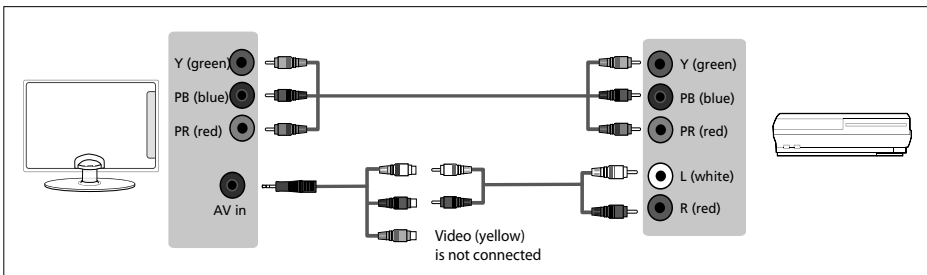 Y (green)
PB (blue)
PR (red)
AV in
Video (yellow)
is not connected
Y (green)
PB (blue)
PR (red)
L (white)
R (red)